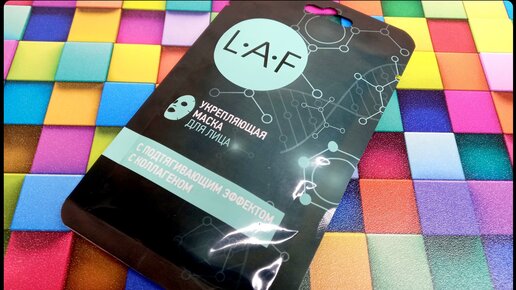 L·A·F
УКРЕПЛЯЮЩАЯ
МАСКА
ДЛЯ ЛИЦА
С ПОДТЯГИВАЮЩИМ ЭФФЕКТОМ
С КОЛЛАГЕНОМ